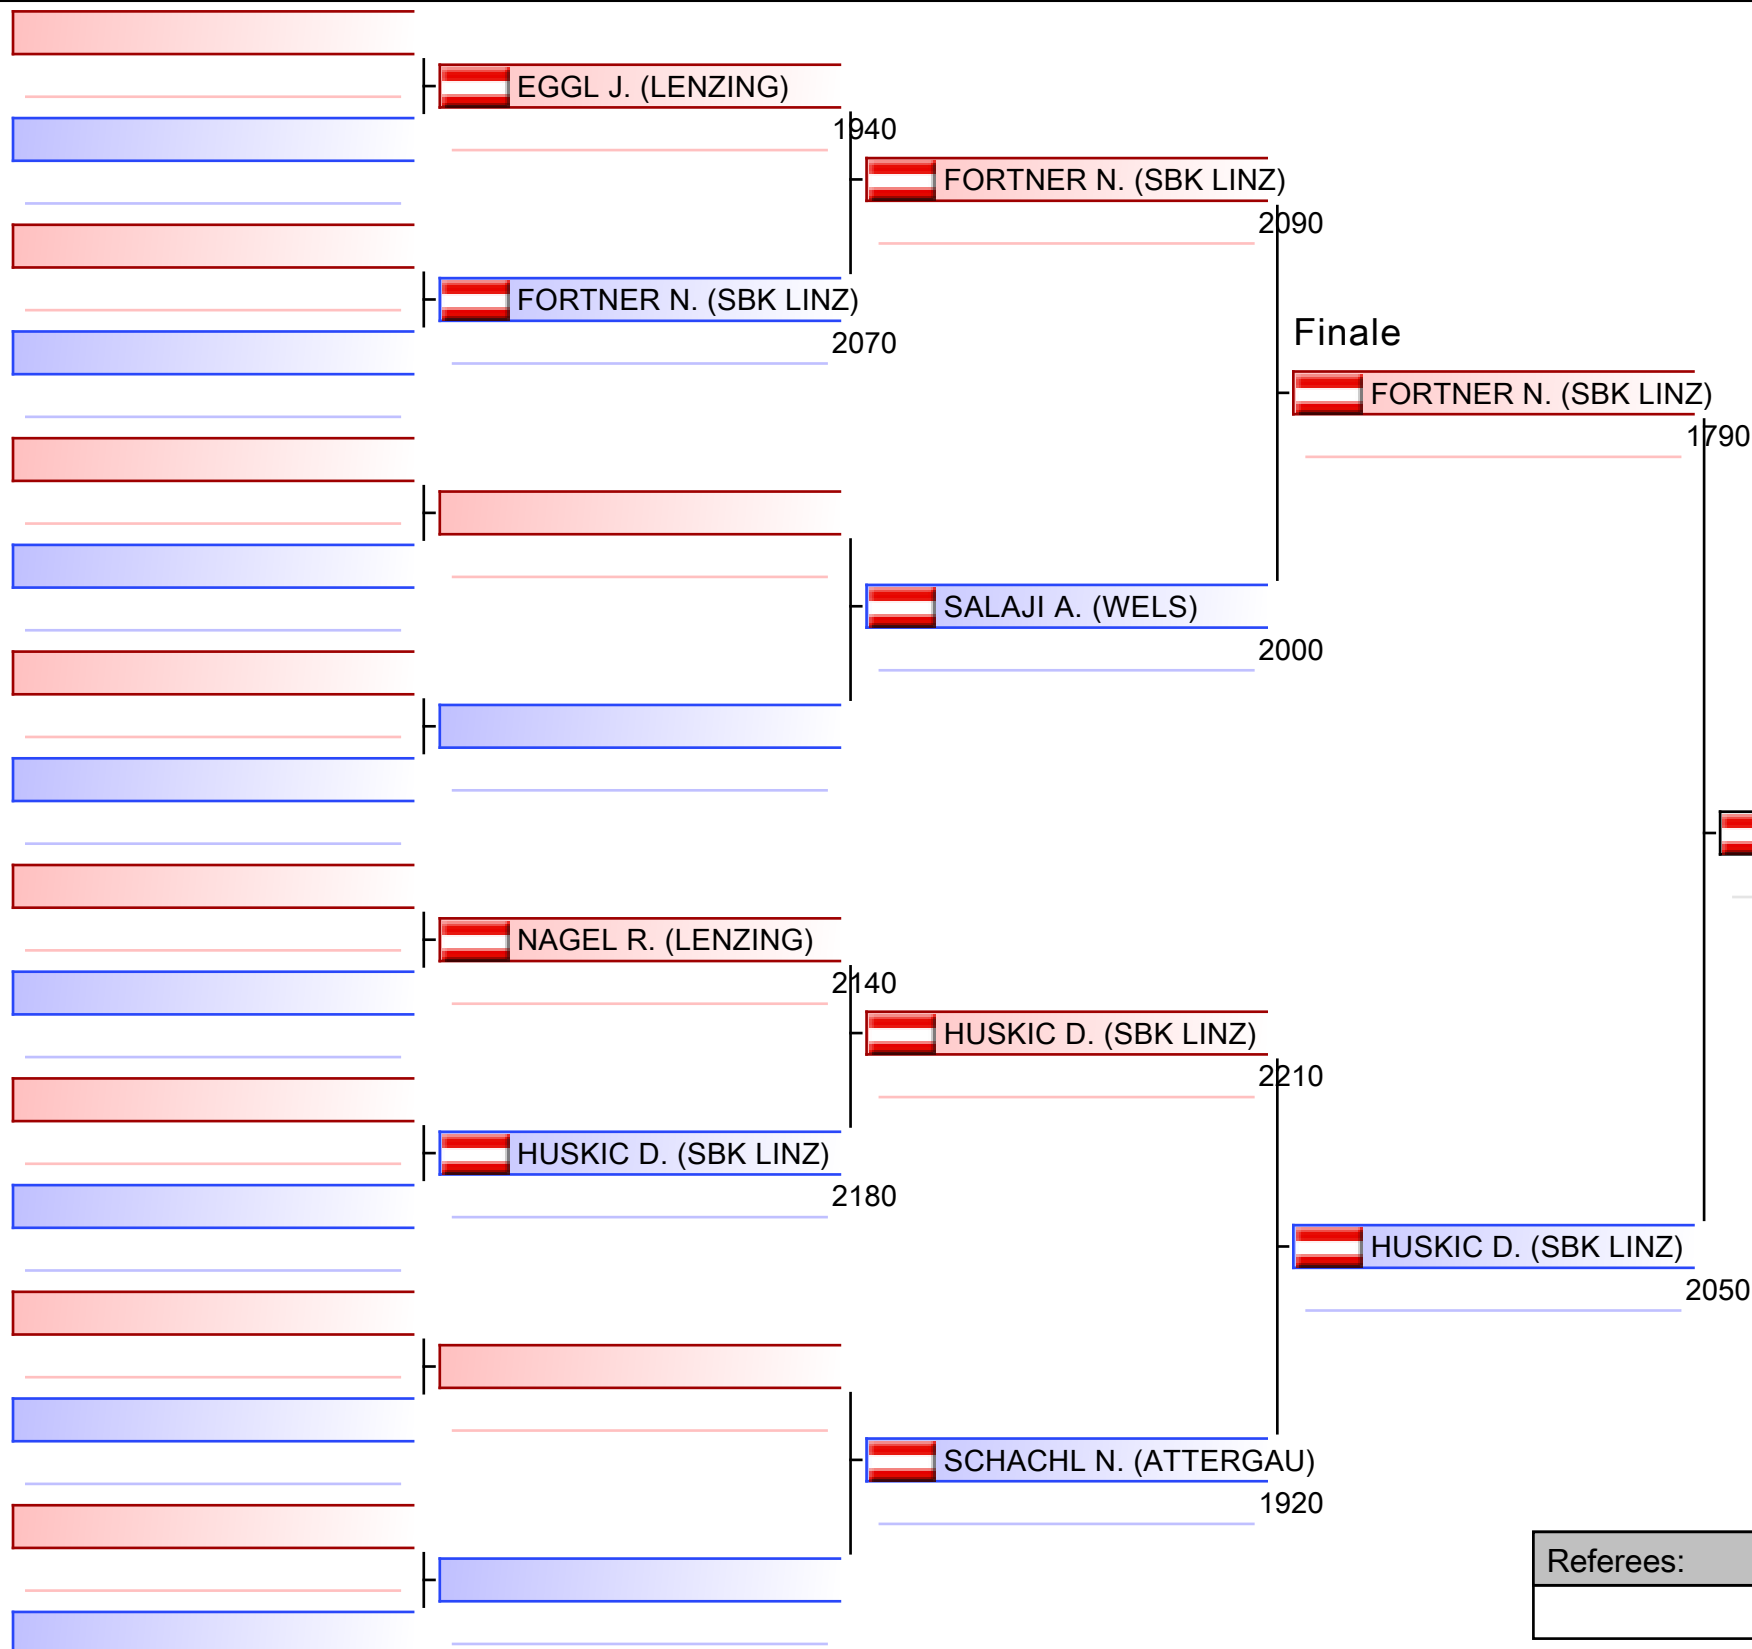 EGGL J. (LENZING)
1940
FORTNER N. (SBK LINZ)
2090
FORTNER N. (SBK LINZ)
2070
Finale
FORTNER N. (SBK LINZ)
1790
SALAJI A. (WELS)
2000
NAGEL R. (LENZING)
2140
HUSKIC D. (SBK LINZ)
2210
HUSKIC D. (SBK LINZ)
2180
HUSKIC D. (SBK LINZ)
2050
SCHACHL N. (ATTERGAU)
1920
Referees: